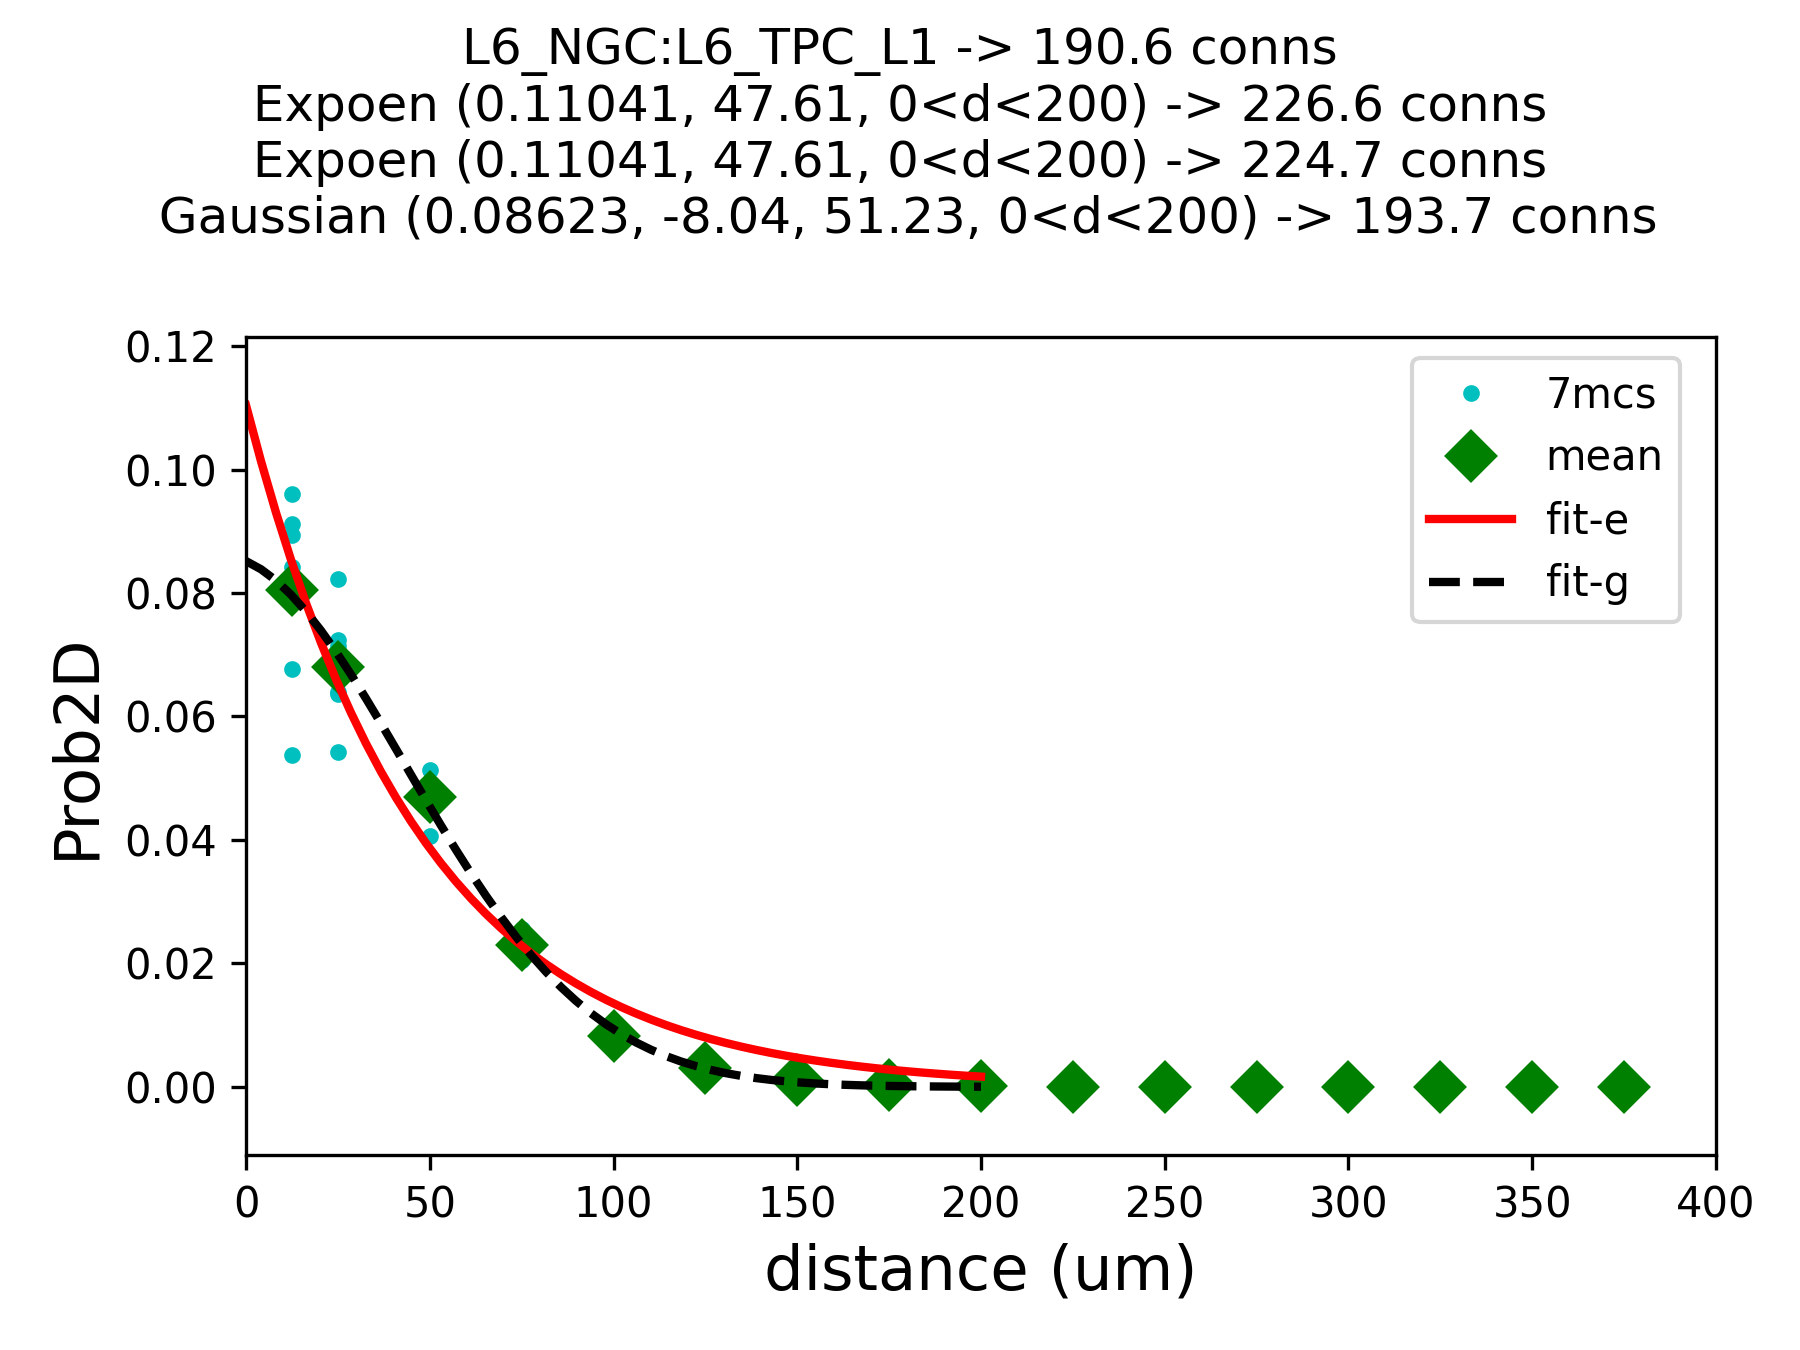 L6_NGC:L6_TPC_L1 -> 190.6 conns
Expoen (0.11041, 47.61, 0<d<200) -> 226.6 conns
Expoen (0.11041, 47.61, 0<d<200) -> 224.7 conns
Gaussian (0.08623, -8.04, 51.23, 0<d<200) -> 193.7 conns
0.12
0.10
0.08
0.06
0.04
0.02
0.00
Prob2D
7mcs
mean
fit-e
fit-g
0 50 100 150 200 250 300 350 400
distance (um)